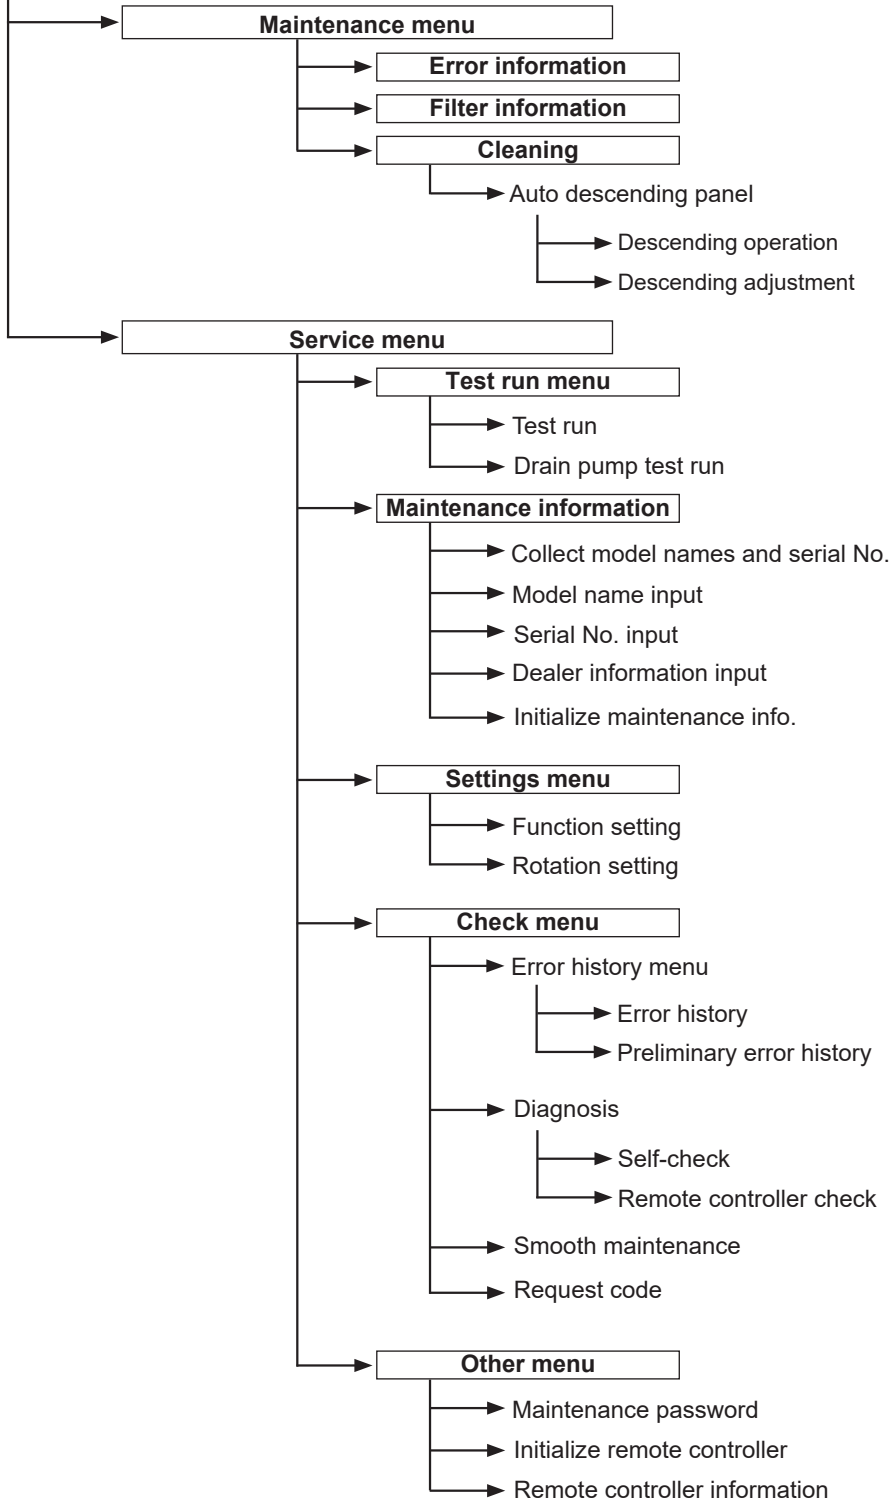 Maintenance menu
Error information
Filter information
Cleaning
Auto descending panel
Descending operation
Descending adjustment
Service menu
Test run menu
Test run
Drain pump test run
Maintenance information
Collect model names and serial No.
Model name input
Serial No. input
Dealer information input
Initialize maintenance info.
Settings menu
Function setting
Rotation setting
Check menu
Error history menu
Error history
Preliminary error history
Diagnosis
Self-check
Remote controller check
Smooth maintenance
Request code
Other menu
Maintenance password
Initialize remote controller
Remote controller information